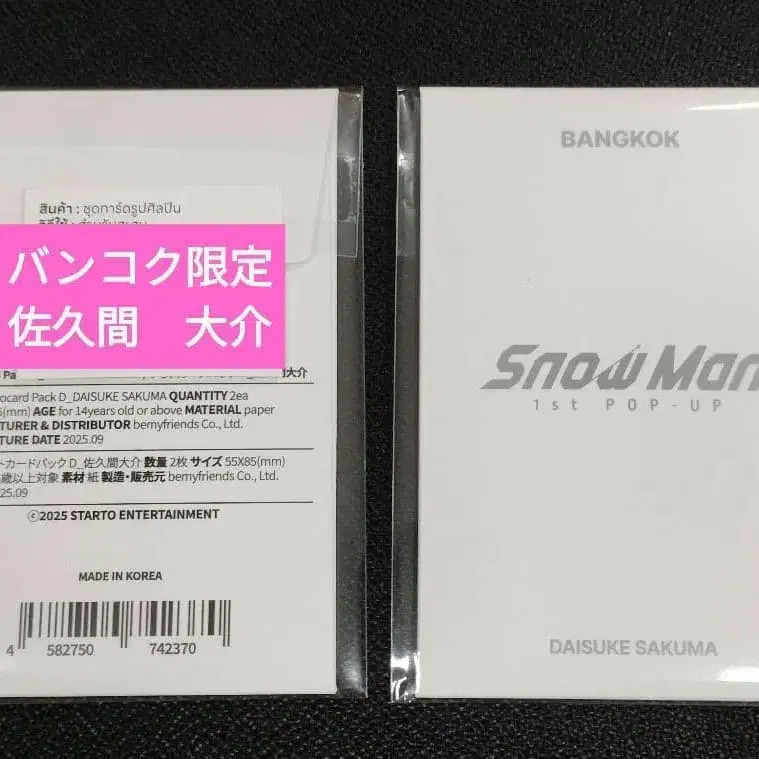 สินค้า : ชุดการ์ดรูปศิลปิน
バンコク限定
佐久間 大介
大介
ocard Pack D_DAISUKE SAKUMA QUANTITY 2ea
(mm) AGE for 14years old or above MATERIAL paper
TURER & DISTRIBUTOR bemyfriends Co., Ltd.
TURE DATE 2025.09
トカードパック D_佐久間大介 数量 2枚 サイズ 55X85(mm)
歳以上対象 素材 紙 製造・販売元 bemyfriends Co., Ltd.
25.09
©2025 STARTO ENTERTAINMENT
MADE IN KOREA
4 582750 742370
BANGKOK
Snow Man
1st POP-UP
DAISUKE SAKUMA